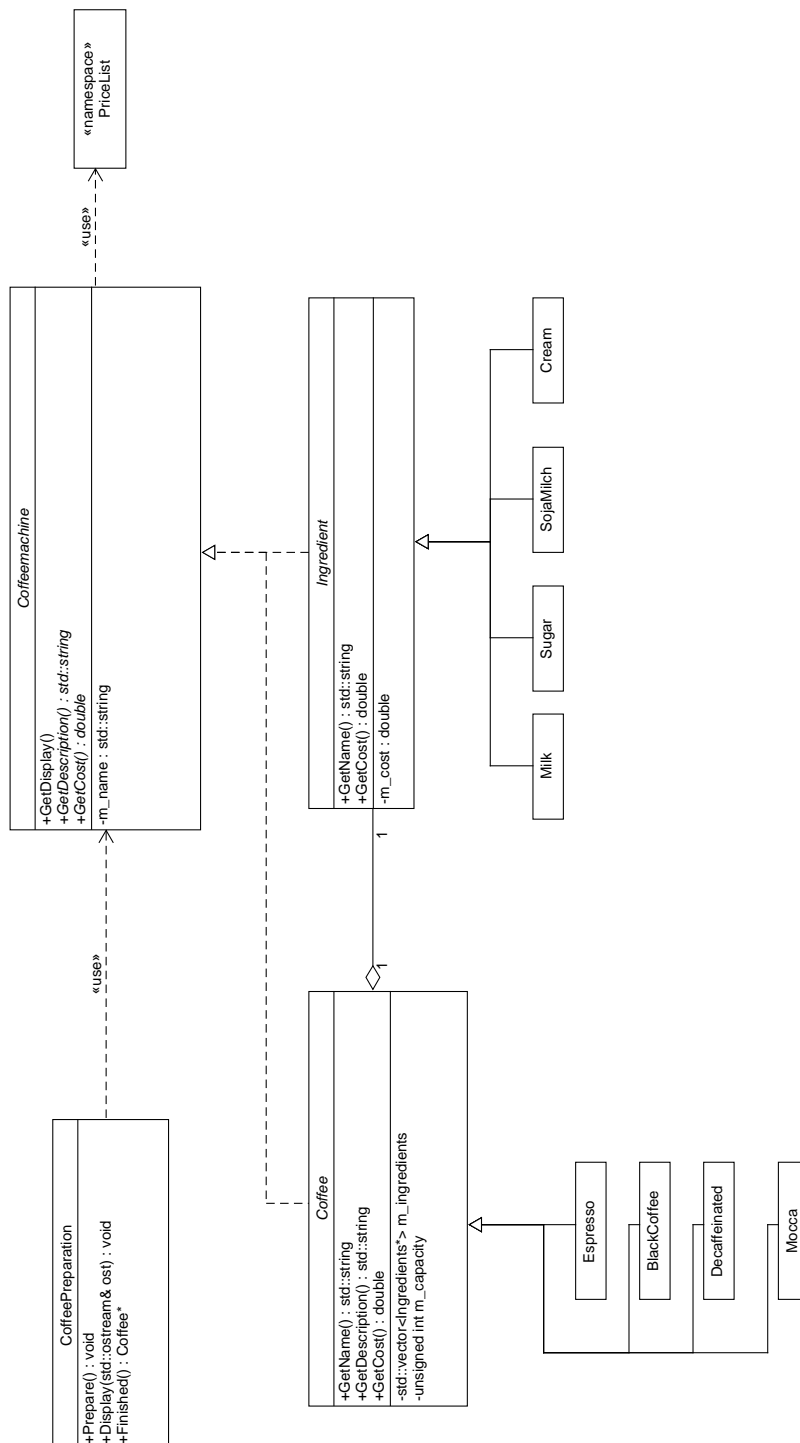 CoffeePreparation
+Prepare() : void
+Display(std::ostream& ost) : void
+Finished() : Coffee*
«use»
Coffeemachine
+GetDisplay()
+GetDescription() : std::string
+GetCost() : double
-m_name : std::string
«use»
«namespace»
PriceList
Coffee
+GetName() : std::string
+GetDescription() : std::string
+GetCost() : double
-std::vector<Ingredients*> m_ingredients
-unsigned int m_capacity
1
1
Ingredient
+GetName() : std::string
+GetCost() : double
-m_cost : double
Milk
Sugar
SojaMilch
Cream
Espresso
BlackCoffee
Decaffeinated
Mocca